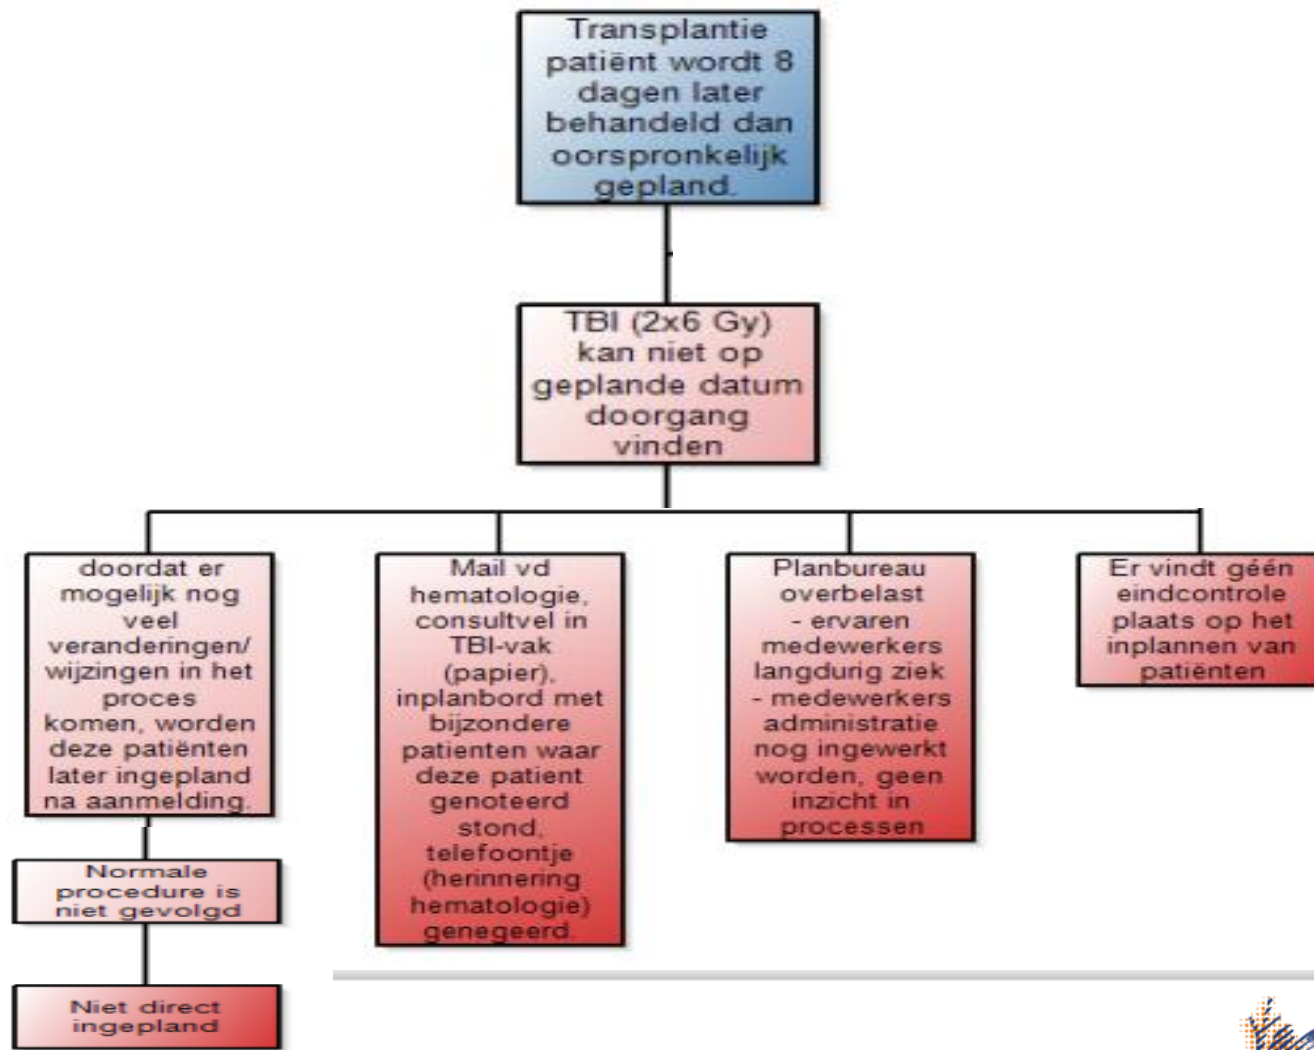 Transplantie
patiënt wordt 8
dagen later
behandeld dan
oorspronkelijk
gepland.
TBI (2x6 Gy)
kan niet op
geplande datum
doorgang
vinden
doordat er
mogelijk nog
veel
veranderingen/
wijzingen in het
proces
komen, worden
deze patiënten
later ingepland
na aanmelding.
Normale
procedure is
niet gevolgd
Niet direct
ingepland
Mail vd
hematologie,
consultvel in
TBI-vak
(papier),
inplanbord met
bijzondere
patienten waar
deze patient
genoteerd
stond,
telefoontje
(herinnering
hematologie)
genegeerd.
Planbureau
overbelast
- ervaren
medewerkers
langdurig ziek
- medewerkers
administratie
nog ingewerkt
worden, geen
inzicht in
processen
Er vindt géén
eindcontrole
plaats op het
inplannen van
patiënten